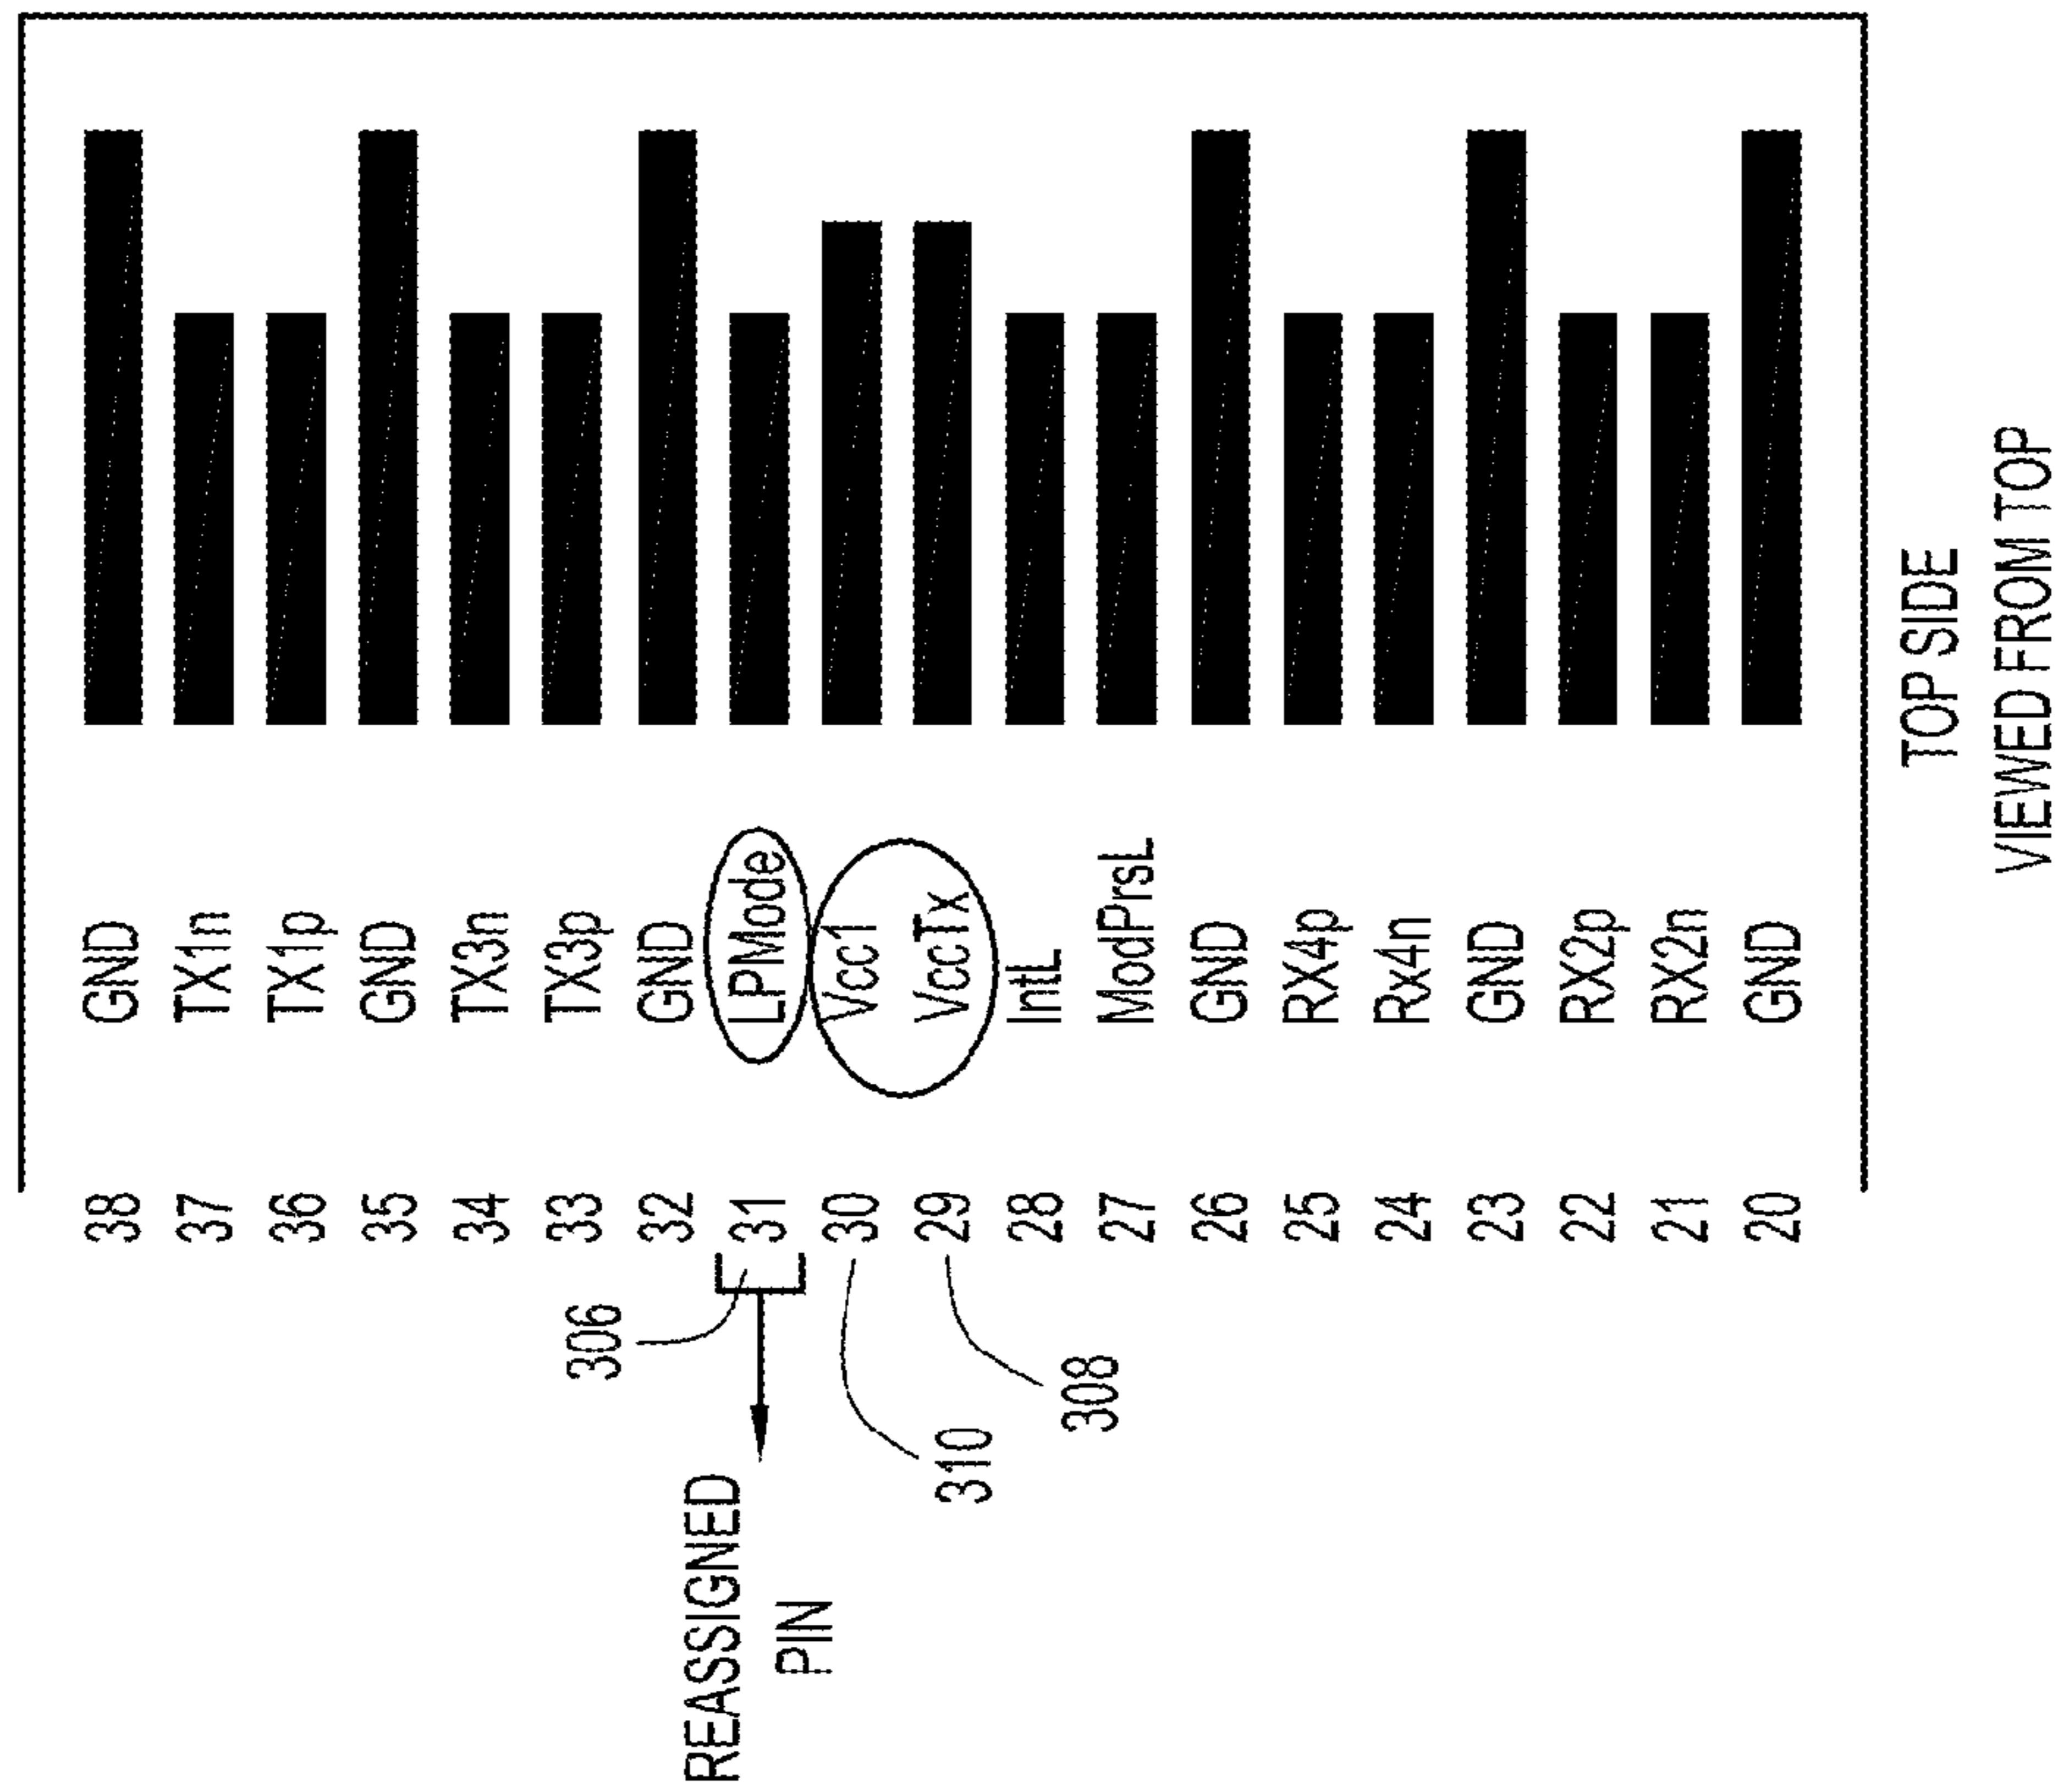 38 GND
37 TX1n
36 TX1p
35 GND
34 TX3n
33 TX3p
32 GND
31 LPMode
30 Vcc1
29 VccTx
28 IntL
27 ModPrsL
26 GND
25 RX4p
24 Rx4n
23 GND
22 RX2p
21 RX2n
20 GND
REASSIGNED
PIN
306
310
308
TOP SIDE
VIEWED FROM TOP